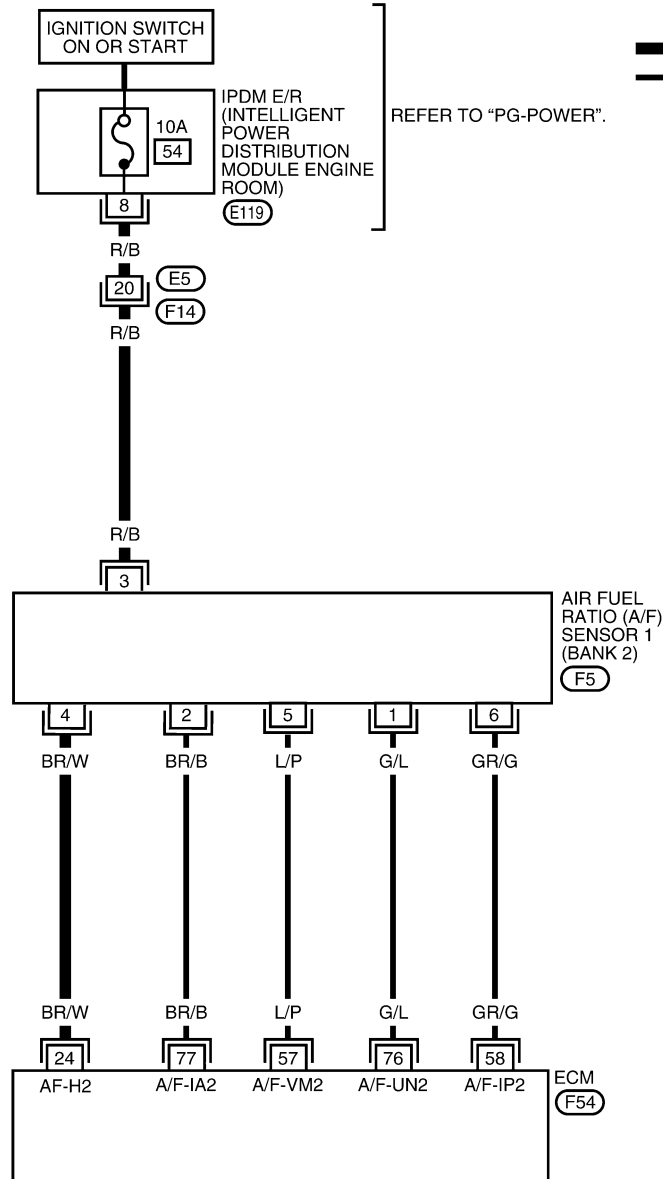 IGNITION SWITCH
ON OR START
IPDM E/R
(INTELLIGENT
POWER
DISTRIBUTION
MODULE ENGINE
ROOM)
E119
REFER TO “PG-POWER”.
10A
54
8
R/B
20
E5
F14
R/B
R/B
3
AIR FUEL
RATIO (A/F)
SENSOR 1
(BANK 2)
F5
4 2 5 1 6
BR/W BR/B L/P G/L GR/G
BR/W BR/B L/P G/L GR/G
24 77 57 76 58
AF-H2 A/F-IA2 A/F-VM2 A/F-UN2 A/F-IP2
ECM
F54